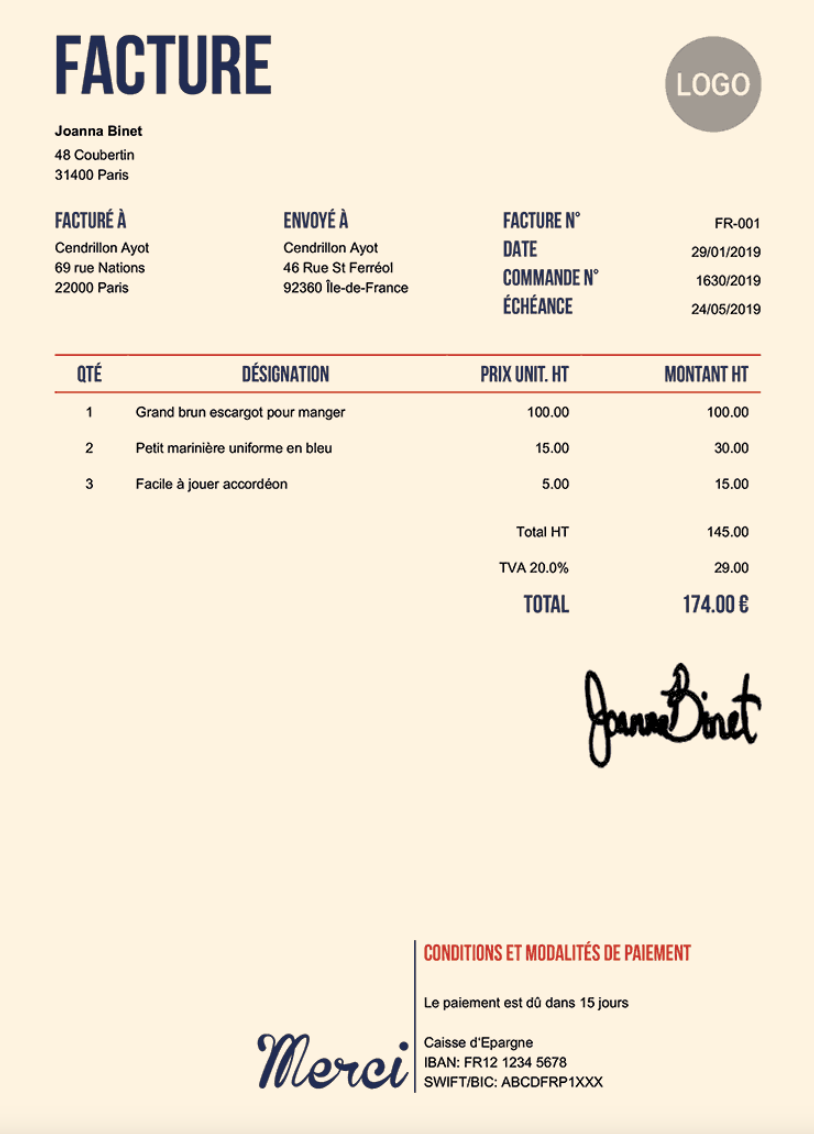 FACTURE
LOGO
Joanna Binet
48 Coubertin
31400 Paris
FACTURÉ À
Cendrillon Ayot
69 rue Nations
22000 Paris
ENVOYÉ À
Cendrillon Ayot
46 Rue St Ferréol
92360 Île-de-France
FACTURE N° FR-001
DATE 29/01/2019
COMMANDE N° 1630/2019
ÉCHÉANCE 24/05/2019
QTÉ DÉSIGNATION PRIX UNIT. HT MONTANT HT
1 Grand brun escargot pour manger 100.00 100.00
2 Petit marinière uniforme en bleu 15.00 30.00
3 Facile à jouer accordéon 5.00 15.00
Total HT 145.00
TVA 20.0% 29.00
TOTAL 174.00 €
Joanna Binet
Merci
CONDITIONS ET MODALITÉS DE PAIEMENT
Le paiement est dû dans 15 jours
Caisse d'Epargne
IBAN: FR12 1234 5678
SWIFT/BIC: ABCDFRP1XXX